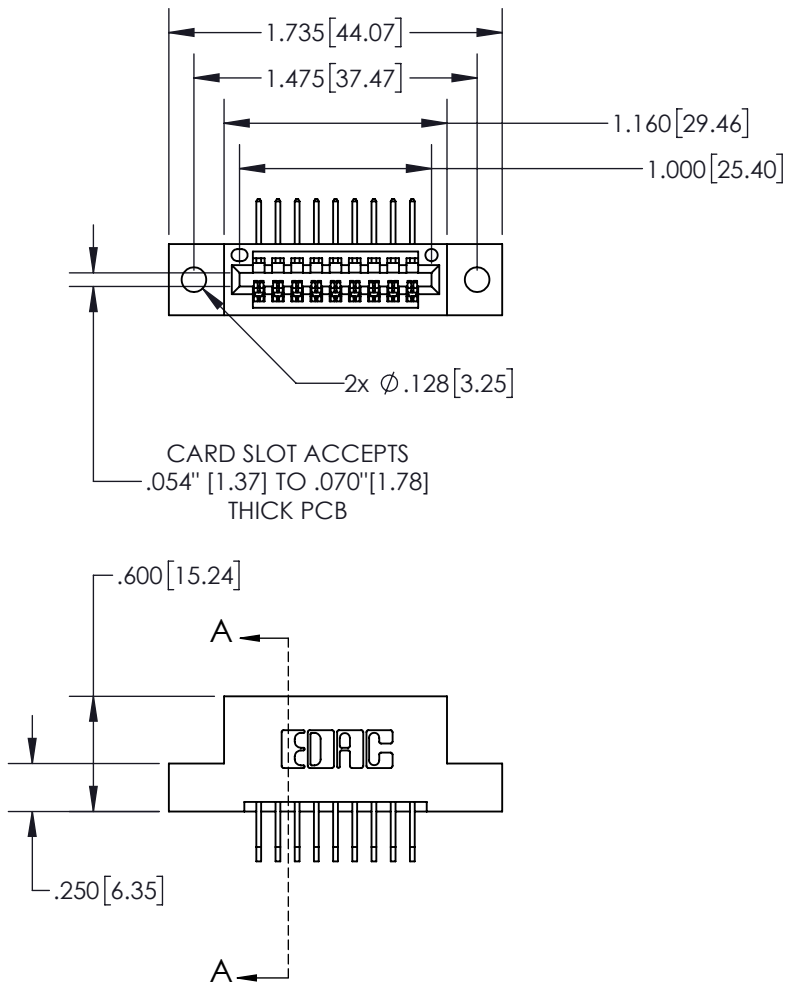 1.735[44.07]
1.475[37.47]
1.160[29.46]
1.000[25.40]
2x ∅.128[3.25]
CARD SLOT ACCEPTS
.054" [1.37] TO .070"[1.78]
THICK PCB
.600[15.24]
A
EDAC
.250[6.35]
A